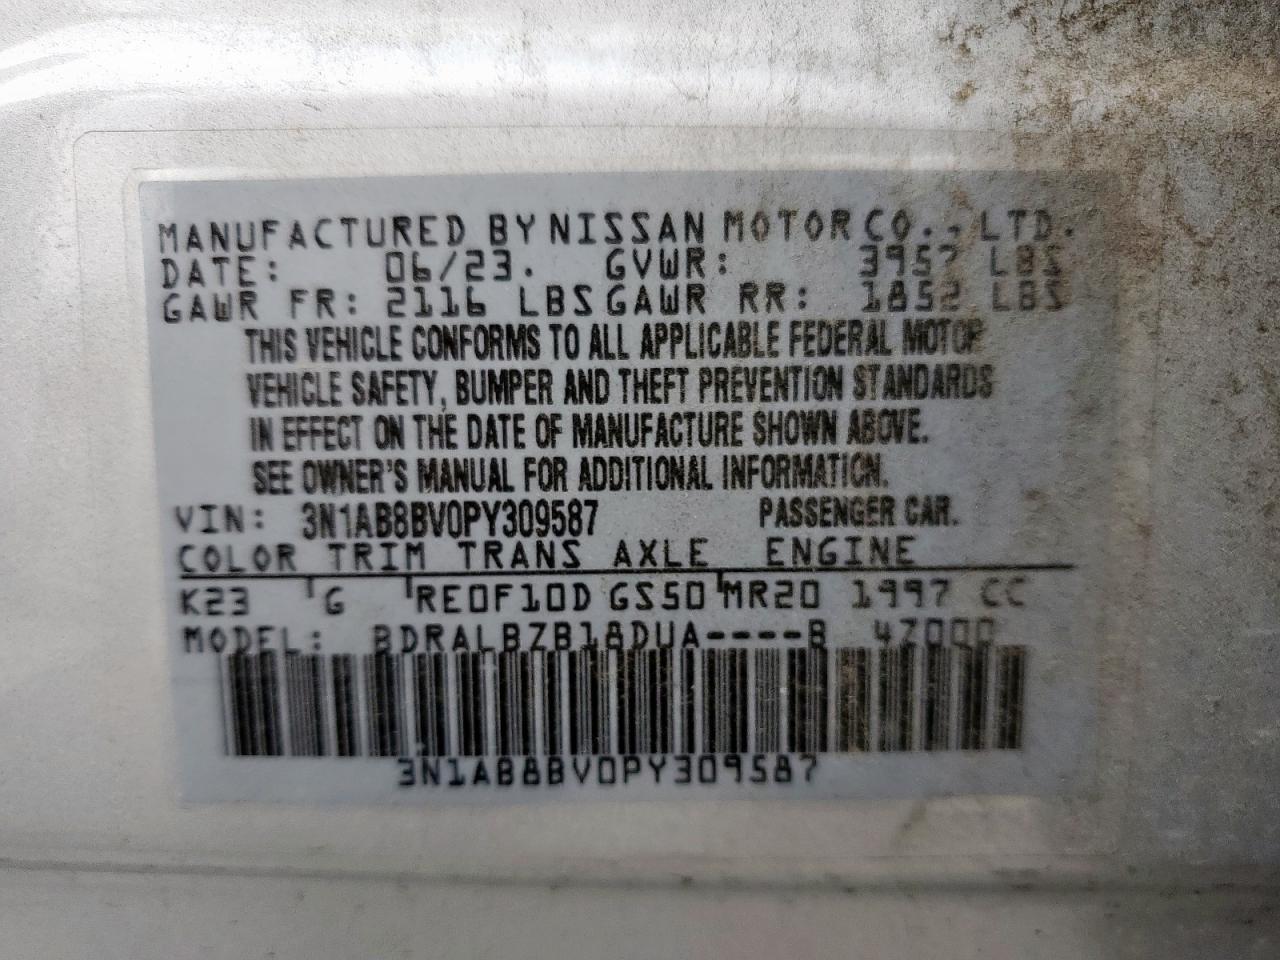 MANUFACTURED BY NISSAN MOTOR CO., LTD.
DATE: 06/23. GVWR: 3957 LBS
GAWR FR: 2116 LBS GAWR RR: 1852 LBS
THIS VEHICLE CONFORMS TO ALL APPLICABLE FEDERAL MOTOR
VEHICLE SAFETY, BUMPER AND THEFT PREVENTION STANDARDS
IN EFFECT ON THE DATE OF MANUFACTURE SHOWN ABOVE.
SEE OWNER'S MANUAL FOR ADDITIONAL INFORMATION.
VIN: 3N1AB8BV0PY309587 PASSENGER CAR.
COLOR TRIM TRANS AXLE ENGINE
K23 G RE0F10D GS50 MR20 1997 CC
MODEL: BDRALBZB18DUA----B 4Z000
3N1AB8BV0PY309587